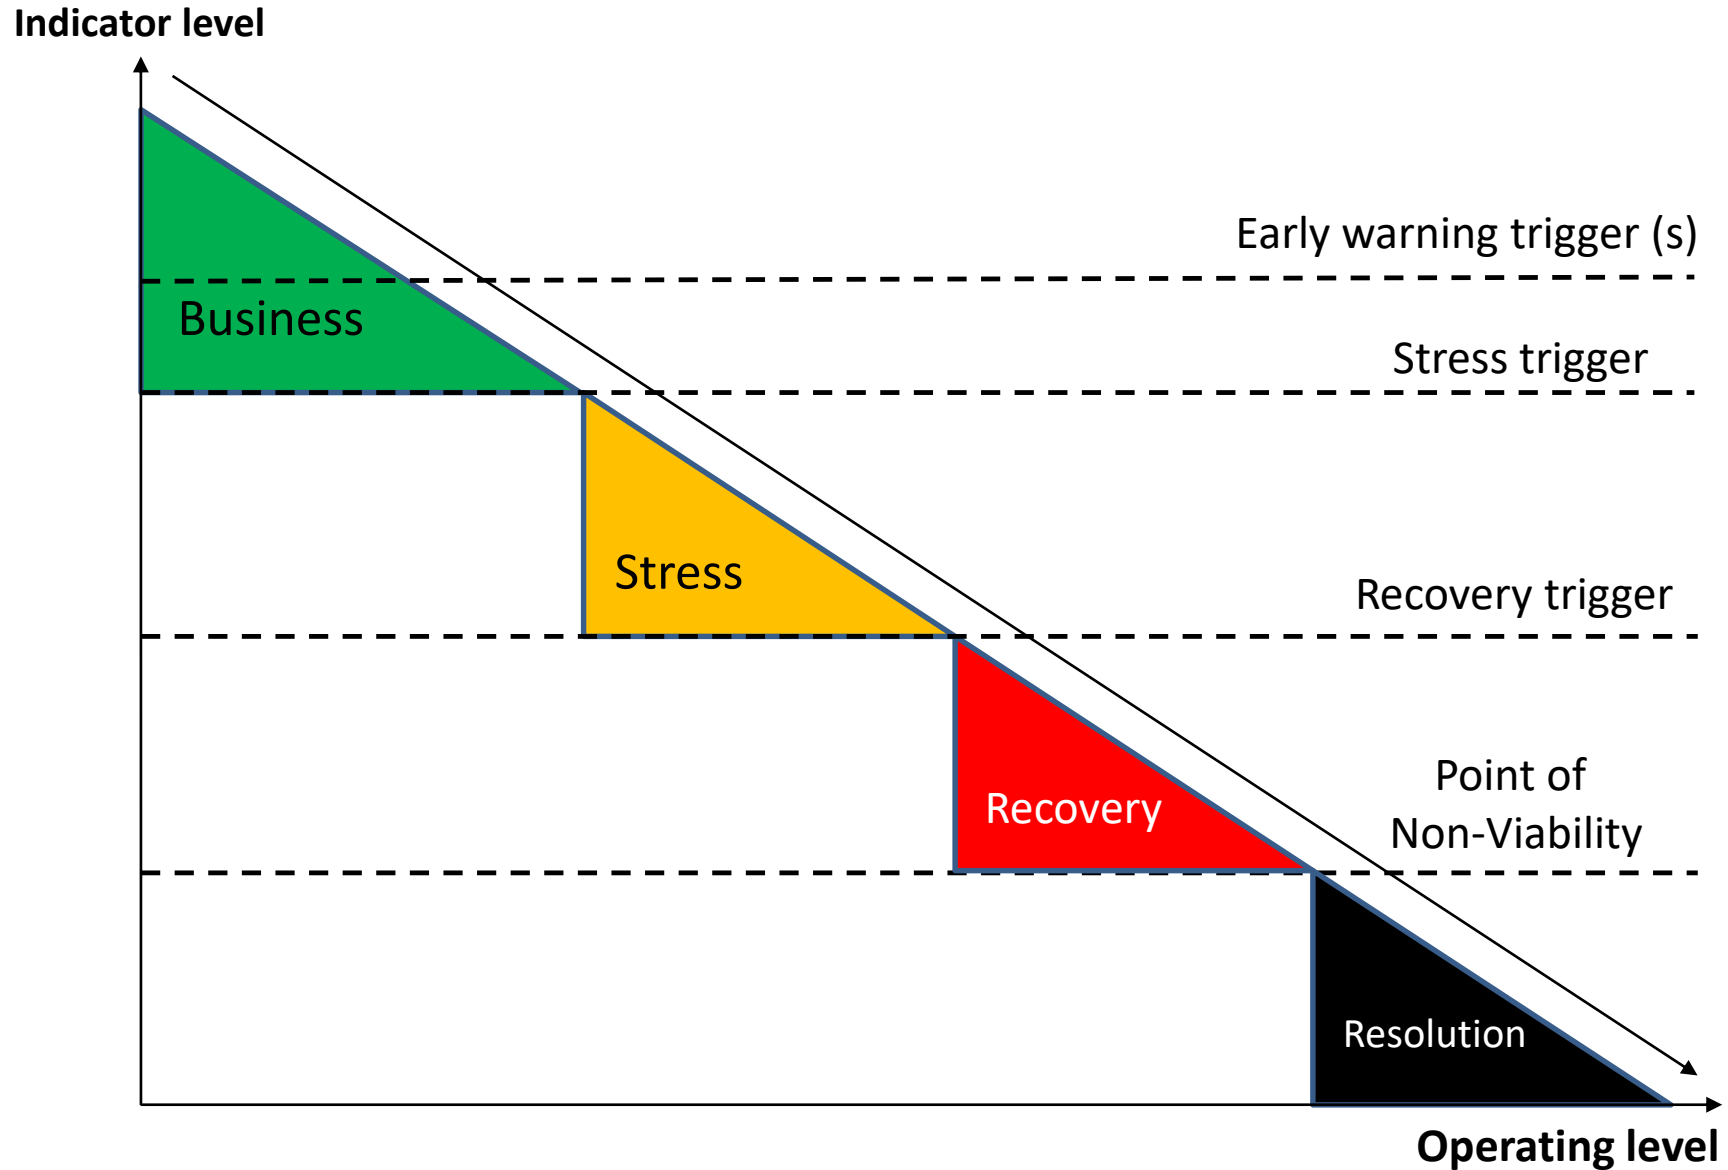 Indicator level
Early warning trigger (s)
Business
Stress trigger
Stress
Recovery trigger
Point of
Non-Viability
Recovery
Resolution
Operating level